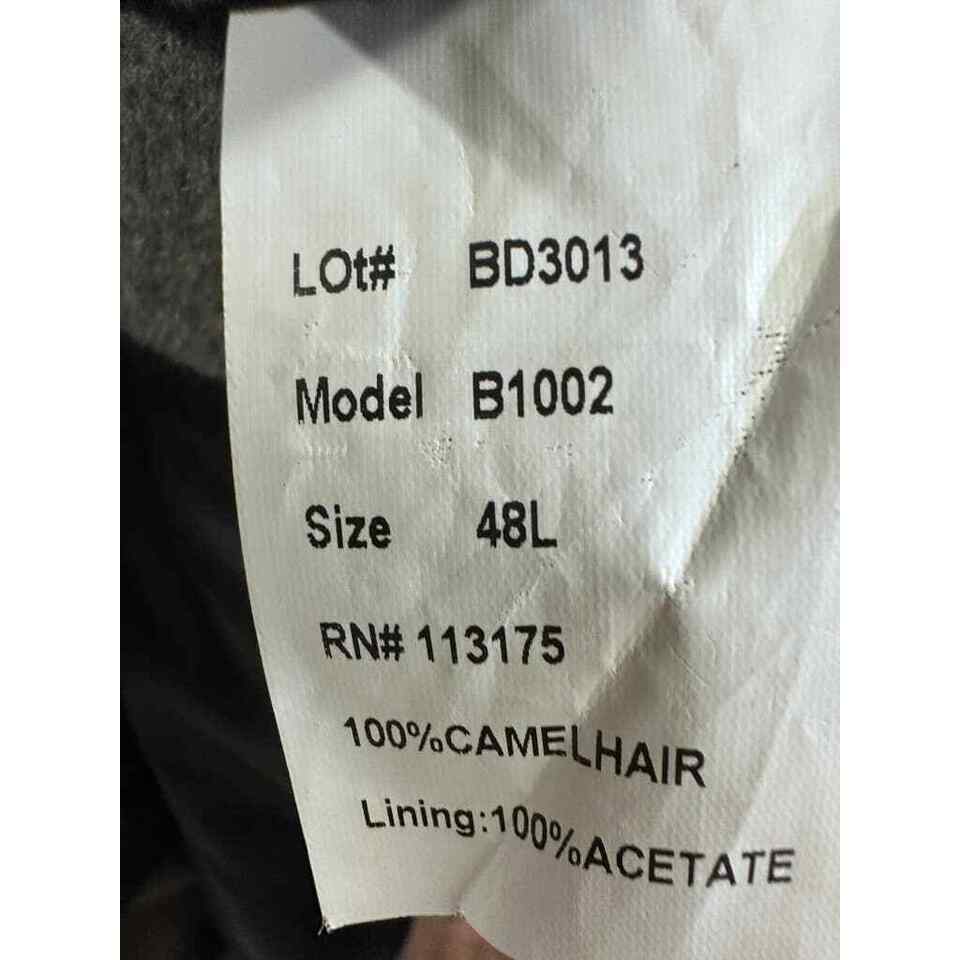 LOt# BD3013
Model B1002
Size 48L
RN# 113175
100%CAMELHAIR
Lining:100%ACETATE